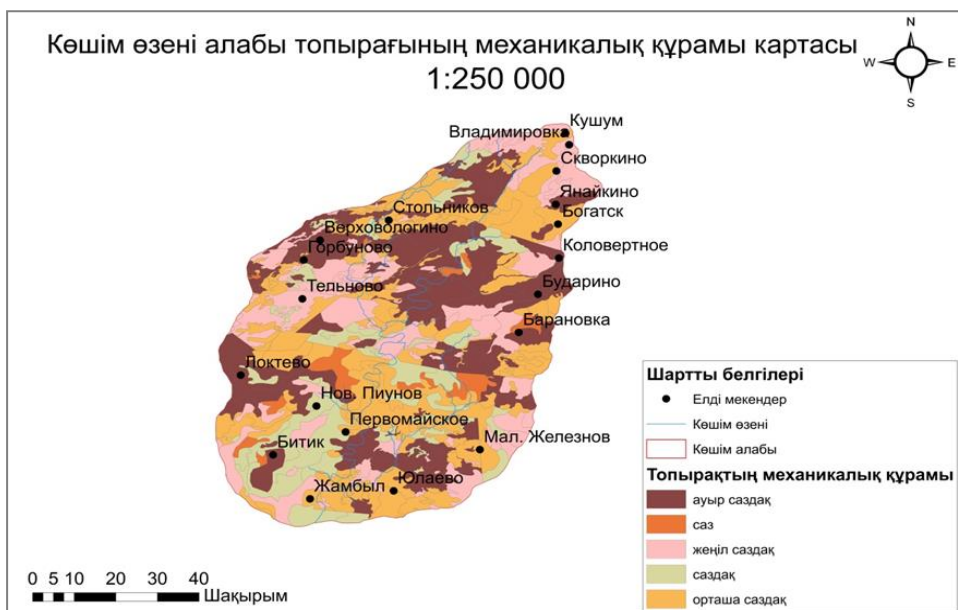 Көшім өзені алабы топырағының механикалық құрамы картасы
1:250 000
N
W
E
S
Кушум
Владимировка
Скворкино
Янайкино
Стольников
Богатск
Верховологино
Горбуново
Коловертное
Тельново
Бударино
Барановка
Локтево
Нов. Пиунов
Первомайское
Битик
Мал. Железнов
Юлаево
Жамбыл
Шартты белгілері
Елді мекендер
Көшім өзені
Көшім алабы
Топырақтың механикалық құрамы
ауыр саздақ
саз
жеңіл саздақ
саздақ
орташа саздақ
0 5 10 20 30 40
Шақырым